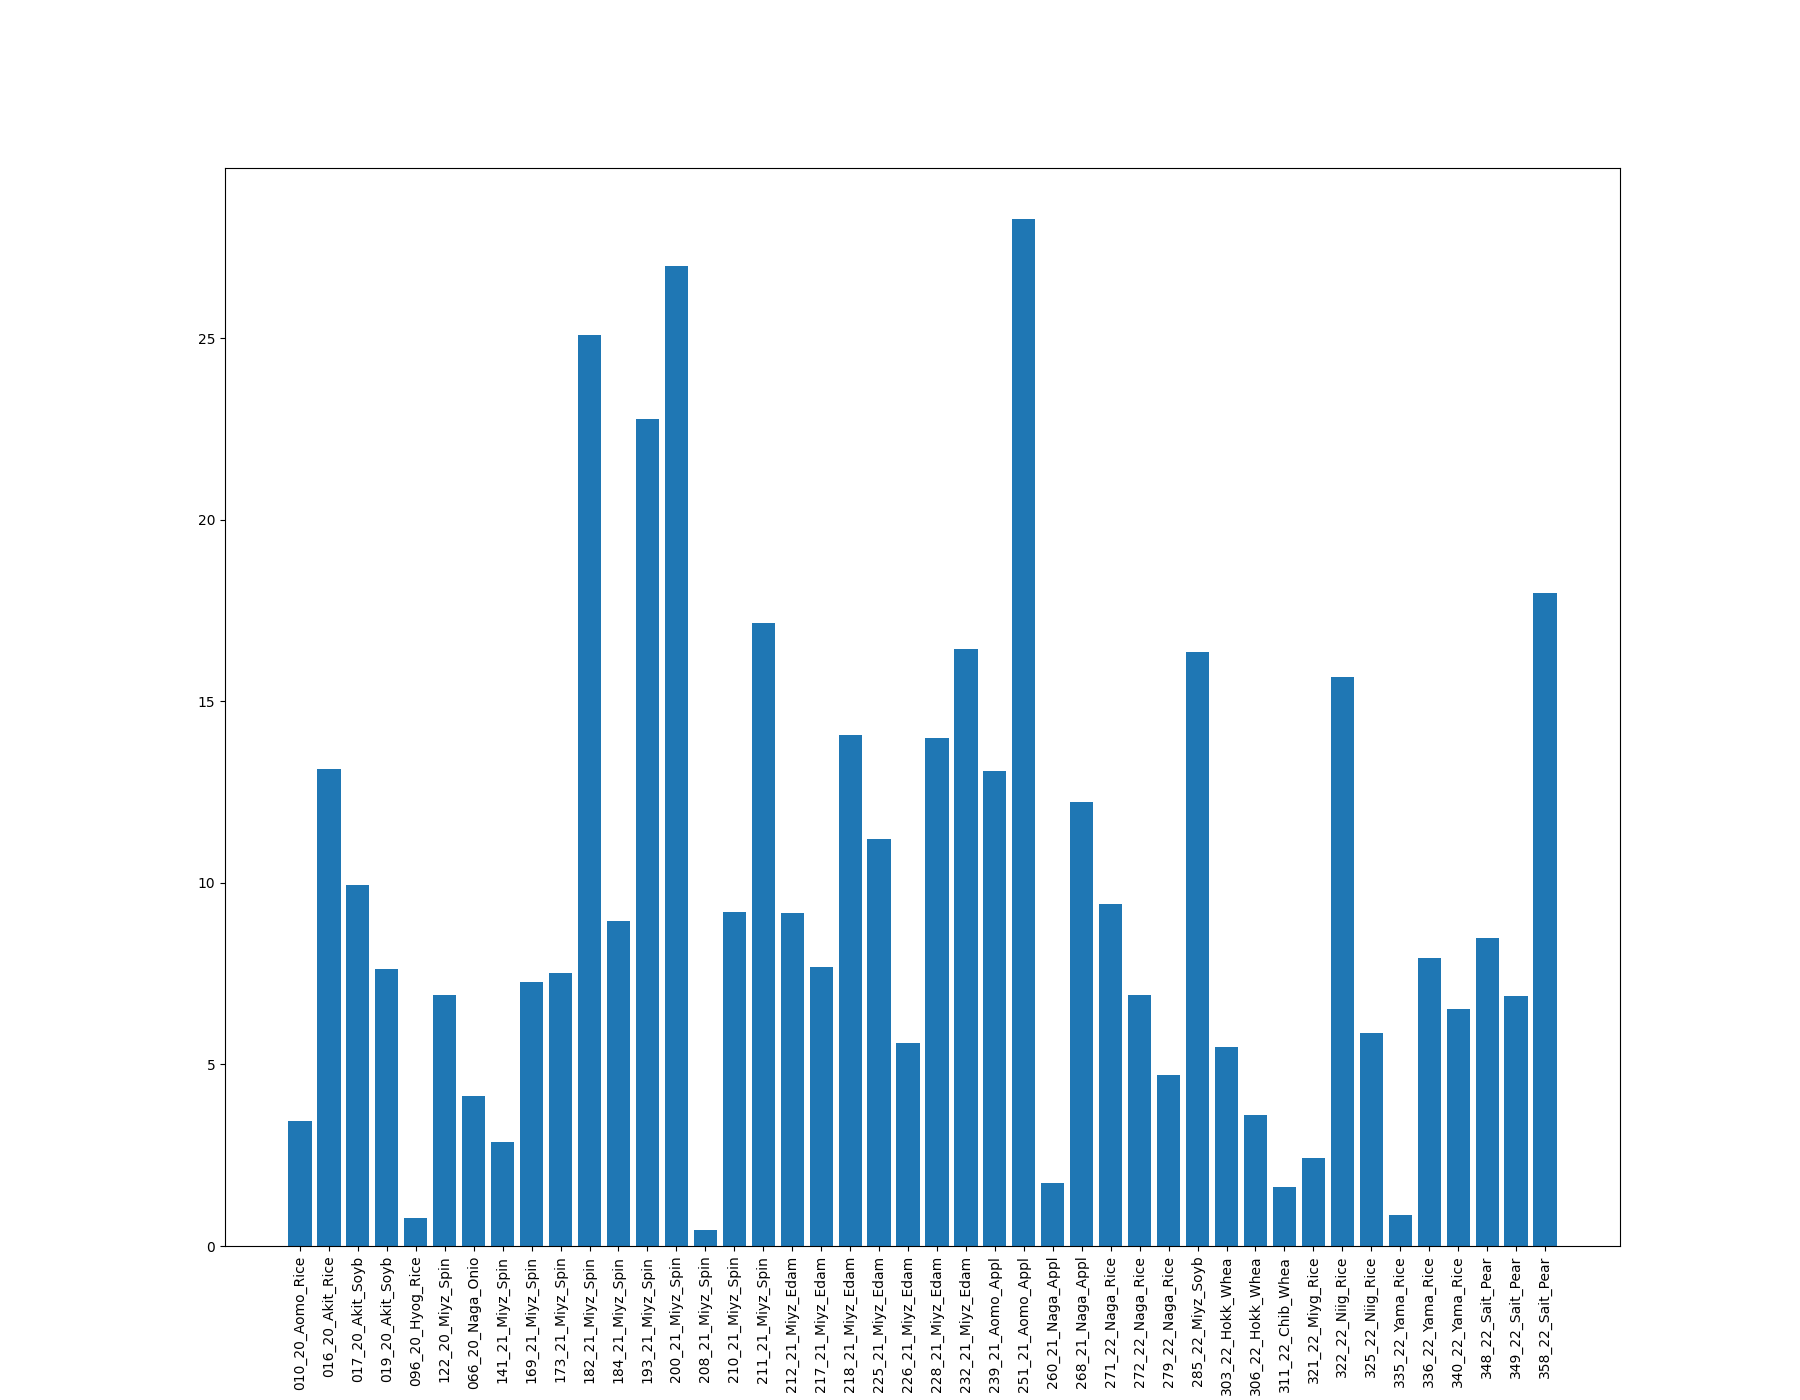 25
20
15
10
5
0
010_20_Aomo_Rice
016_20_Akit_Rice
017_20_Akit_Soyb
019_20_Akit_Soyb
096_20_Hyog_Rice
122_20_Miyz_Spin
066_20_Naga_Onio
141_21_Miyz_Spin
169_21_Miyz_Spin
173_21_Miyz_Spin
182_21_Miyz_Spin
184_21_Miyz_Spin
193_21_Miyz_Spin
200_21_Miyz_Spin
208_21_Miyz_Spin
210_21_Miyz_Spin
211_21_Miyz_Spin
212_21_Miyz_Edam
217_21_Miyz_Edam
218_21_Miyz_Edam
225_21_Miyz_Edam
226_21_Miyz_Edam
228_21_Miyz_Edam
232_21_Miyz_Edam
239_21_Aomo_Appl
251_21_Aomo_Appl
260_21_Naga_Appl
268_21_Naga_Appl
271_22_Naga_Rice
272_22_Naga_Rice
279_22_Naga_Rice
285_22_Miyz_Soyb
303_22_Hokk_Whea
306_22_Hokk_Whea
311_22_Chib_Whea
321_22_Miyg_Rice
322_22_Niig_Rice
325_22_Niig_Rice
335_22_Yama_Rice
336_22_Yama_Rice
340_22_Yama_Rice
348_22_Sait_Pear
349_22_Sait_Pear
358_22_Sait_Pear